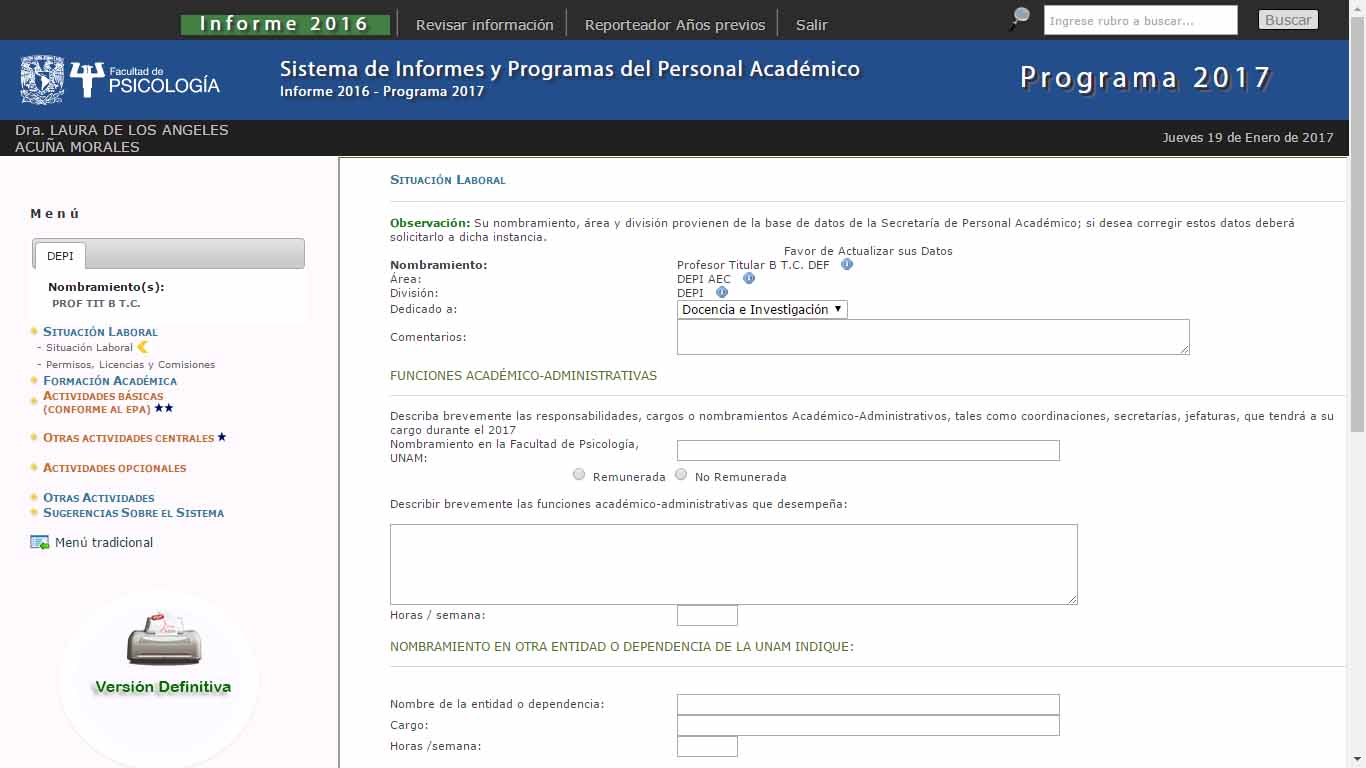 Informe 2016
Revisar información
Reporteador Años previos
Salir
Ingrese rubro a buscar...
Buscar
Facultad de
PSICOLOGÍA
Sistema de Informes y Programas del Personal Académico
Informe 2016 - Programa 2017
Programa 2017
Dra. LAURA DE LOS ANGELES
ACUÑA MORALES
Jueves 19 de Enero de 2017
Menú
DEPI
Nombramiento(s):
PROF TIT B T.C.
SITUACIÓN LABORAL
- Situación Laboral
- Permisos, Licencias y Comisiones
FORMACIÓN ACADÉMICA
ACTIVIDADES BÁSICAS
(CONFORME AL EPA) ★★
OTRAS ACTIVIDADES CENTRALES ★
ACTIVIDADES OPCIONALES
OTRAS ACTIVIDADES
SUGERENCIAS SOBRE EL SISTEMA
Menú tradicional
Versión Definitiva
SITUACIÓN LABORAL
Observación: Su nombramiento, área y división provienen de la base de datos de la Secretaría de Personal Académico; si desea corregir estos datos deberá
solicitarlo a dicha instancia.
Favor de Actualizar sus Datos
Nombramiento: Profesor Titular B T.C. DEF
Área: DEPI AEC
División: DEPI
Dedicado a: Docencia e Investigación
Comentarios:
FUNCIONES ACADÉMICO-ADMINISTRATIVAS
Describa brevemente las responsabilidades, cargos o nombramientos Académico-Administrativos, tales como coordinaciones, secretarías, jefaturas, que tendrá a su
cargo durante el 2017
Nombramiento en la Facultad de Psicología,
UNAM:
Remunerada No Remunerada
Describir brevemente las funciones académico-administrativas que desempeña:
Horas / semana:
NOMBRAMIENTO EN OTRA ENTIDAD O DEPENDENCIA DE LA UNAM INDIQUE:
Nombre de la entidad o dependencia:
Cargo:
Horas /semana: